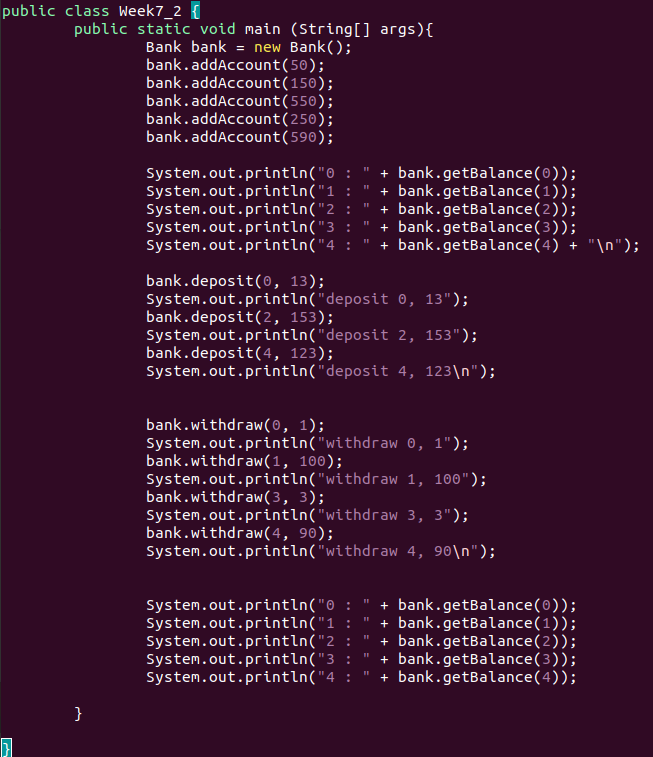 public class Week7_2 {
public static void main (String[] args){
Bank bank = new Bank();
bank.addAccount(50);
bank.addAccount(150);
bank.addAccount(550);
bank.addAccount(250);
bank.addAccount(590);
System.out.println("0 : " + bank.getBalance(0));
System.out.println("1 : " + bank.getBalance(1));
System.out.println("2 : " + bank.getBalance(2));
System.out.println("3 : " + bank.getBalance(3));
System.out.println("4 : " + bank.getBalance(4) + "\n");
bank.deposit(0, 13);
System.out.println("deposit 0, 13");
bank.deposit(2, 153);
System.out.println("deposit 2, 153");
bank.deposit(4, 123);
System.out.println("deposit 4, 123\n");
bank.withdraw(0, 1);
System.out.println("withdraw 0, 1");
bank.withdraw(1, 100);
System.out.println("withdraw 1, 100");
bank.withdraw(3, 3);
System.out.println("withdraw 3, 3");
bank.withdraw(4, 90);
System.out.println("withdraw 4, 90\n");
System.out.println("0 : " + bank.getBalance(0));
System.out.println("1 : " + bank.getBalance(1));
System.out.println("2 : " + bank.getBalance(2));
System.out.println("3 : " + bank.getBalance(3));
System.out.println("4 : " + bank.getBalance(4));
}
}